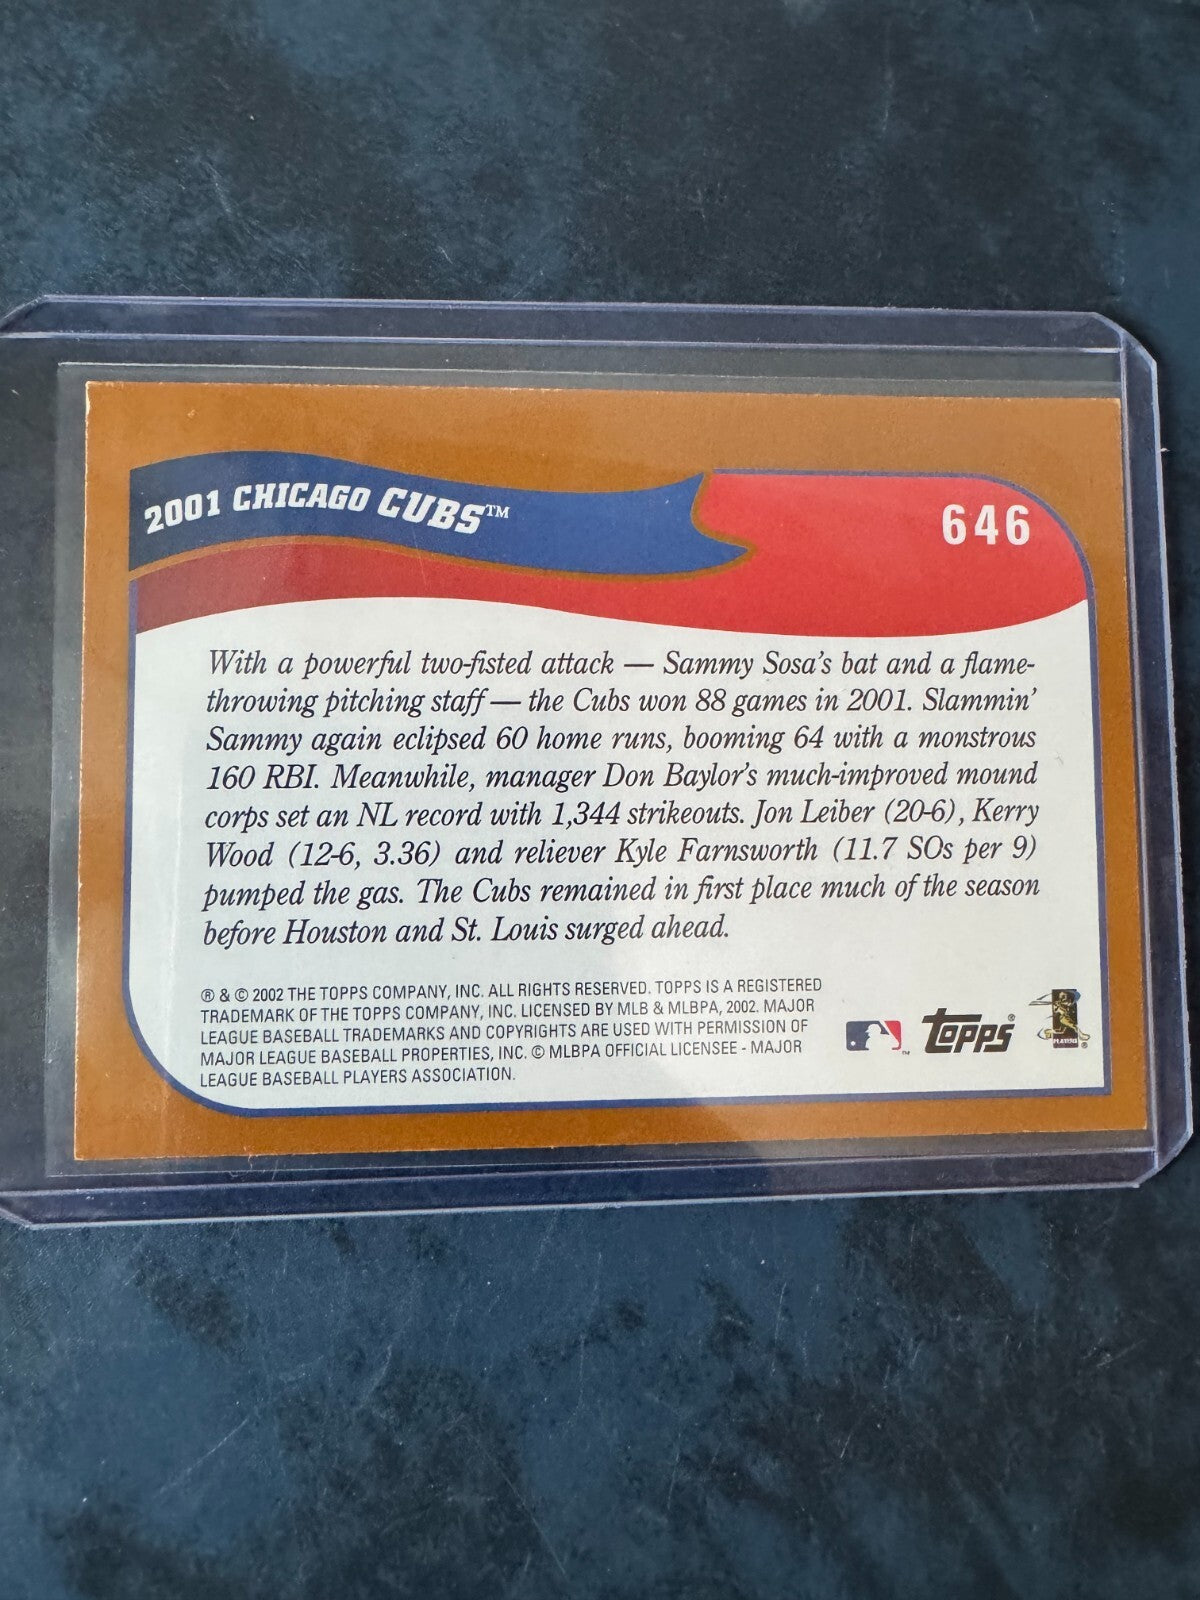 2001 CHICAGO CUBS™
646
With a powerful two-fisted attack — Sammy Sosa's bat and a flame-
throwing pitching staff — the Cubs won 88 games in 2001. Slammin'
Sammy again eclipsed 60 home runs, booming 64 with a monstrous
160 RBI. Meanwhile, manager Don Baylor's much-improved mound
corps set an NL record with 1,344 strikeouts. Jon Leiber (20-6), Kerry
Wood (12-6, 3.36) and reliever Kyle Farnsworth (11.7 SOs per 9)
pumped the gas. The Cubs remained in first place much of the season
before Houston and St. Louis surged ahead.
® & © 2002 THE TOPPS COMPANY, INC. ALL RIGHTS RESERVED. TOPPS IS A REGISTERED
TRADEMARK OF THE TOPPS COMPANY, INC. LICENSED BY MLB & MLBPA, 2002. MAJOR
LEAGUE BASEBALL TRADEMARKS AND COPYRIGHTS ARE USED WITH PERMISSION OF
MAJOR LEAGUE BASEBALL PROPERTIES, INC. © MLBPA OFFICIAL LICENSEE - MAJOR
LEAGUE BASEBALL PLAYERS ASSOCIATION.
™
Topps®
PLAYERS ®